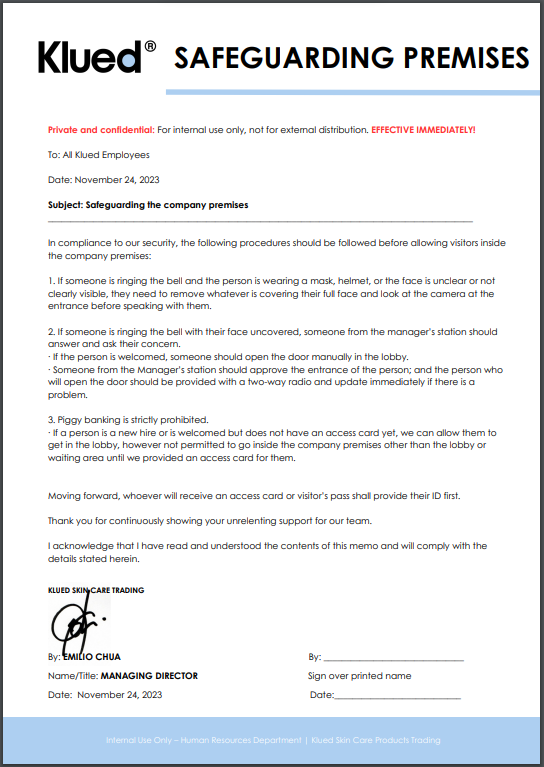 Klued® SAFEGUARDING PREMISES
Private and confidential: For internal use only, not for external distribution. EFFECTIVE IMMEDIATELY!
To: All Klued Employees
Date: November 24, 2023
Subject: Safeguarding the company premises
In compliance to our security, the following procedures should be followed before allowing visitors inside
the company premises:
1. If someone is ringing the bell and the person is wearing a mask, helmet, or the face is unclear or not
clearly visible, they need to remove whatever is covering their full face and look at the camera at the
entrance before speaking with them.
2. If someone is ringing the bell with their face uncovered, someone from the manager's station should
answer and ask their concern.
· If the person is welcomed, someone should open the door manually in the lobby.
· Someone from the Manager's station should approve the entrance of the person; and the person who
will open the door should be provided with a two-way radio and update immediately if there is a
problem.
3. Piggy banking is strictly prohibited.
· If a person is a new hire or is welcomed but does not have an access card yet, we can allow them to
get in the lobby, however not permitted to go inside the company premises other than the lobby or
waiting area until we provided an access card for them.
Moving forward, whoever will receive an access card or visitor's pass shall provide their ID first.
Thank you for continuously showing your unrelenting support for our team.
I acknowledge that I have read and understood the contents of this memo and will comply with the
details stated herein.
KLUED SKIN CARE TRADING
By: EMILIO CHUA By: ___________________________
Name/Title: MANAGING DIRECTOR Sign over printed name
Date: November 24, 2023 Date:________________________
Internal Use Only – Human Resources Department | Klued Skin Care Products Trading